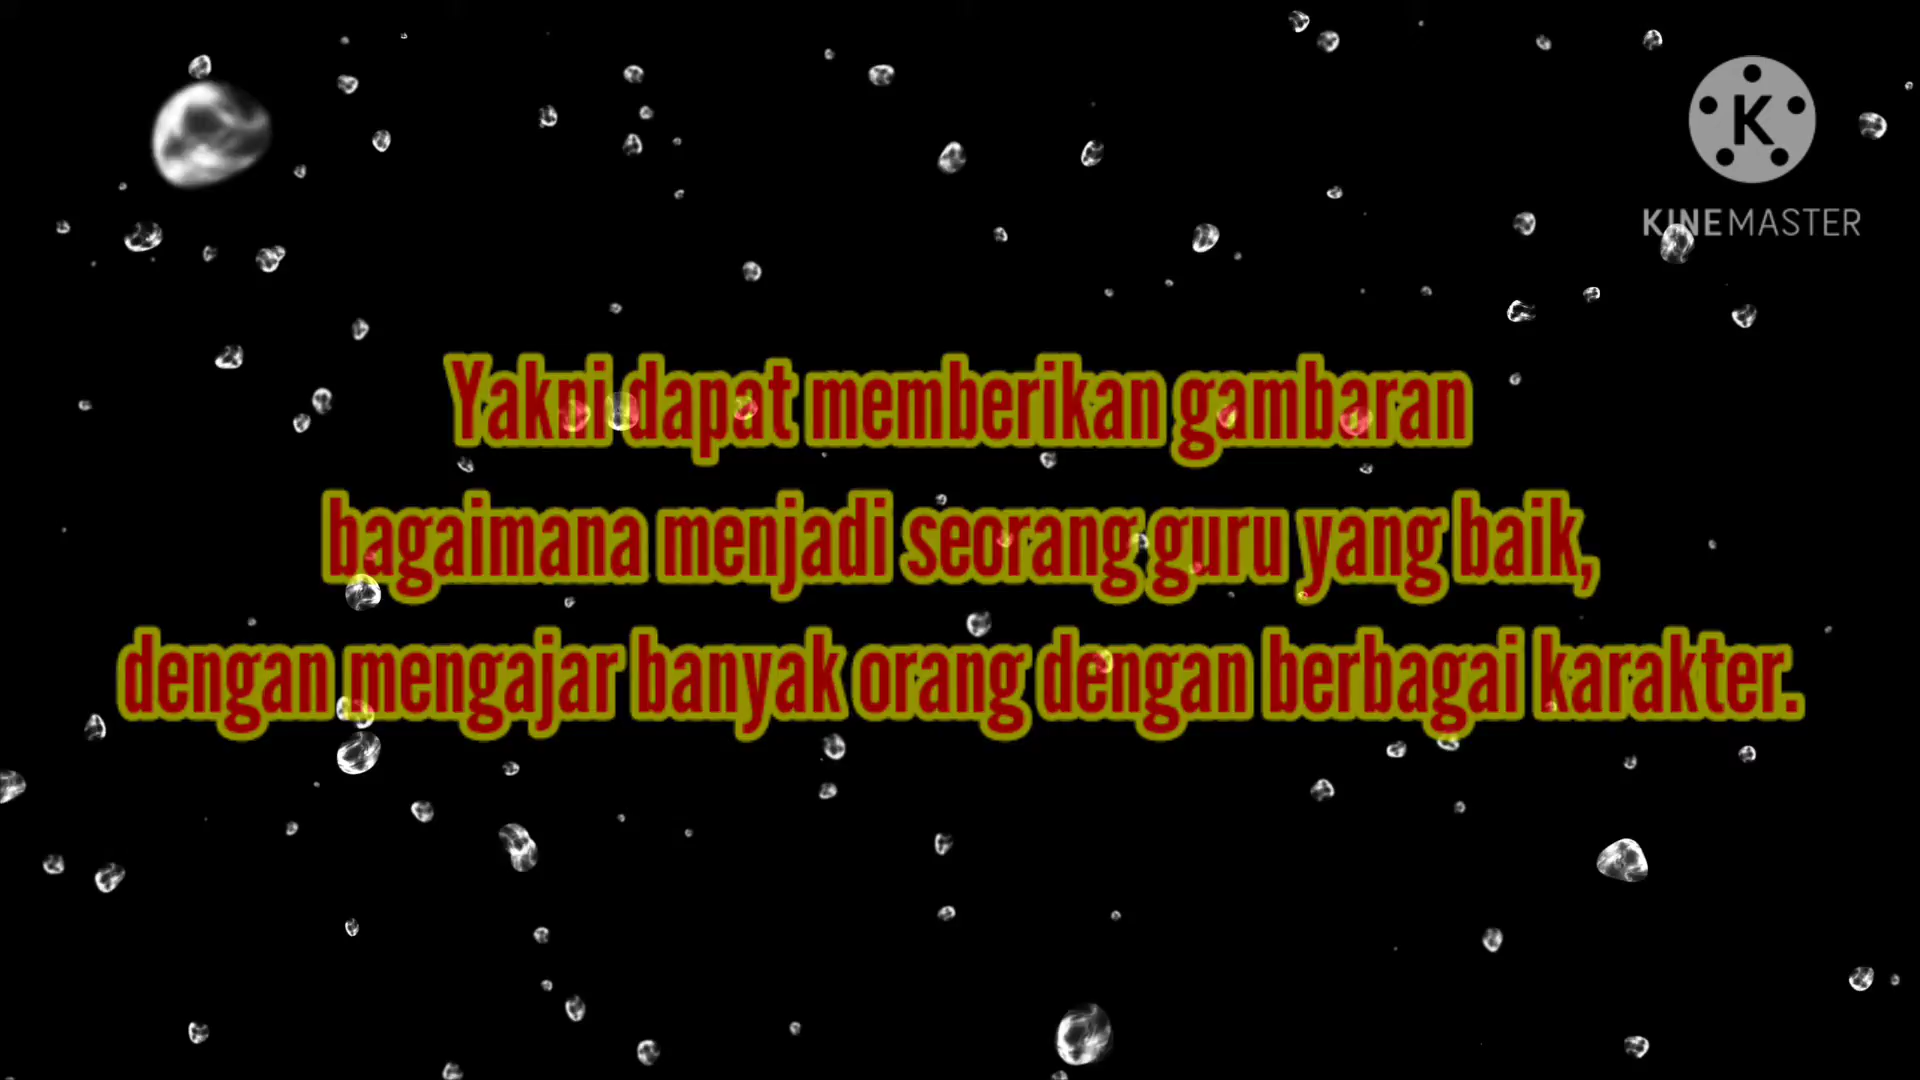 K
KINEMASTER
Yakni dapat memberikan gambaran
bagaimana menjadi seorang guru yang baik,
dengan mengajar banyak orang dengan berbagai karakter.